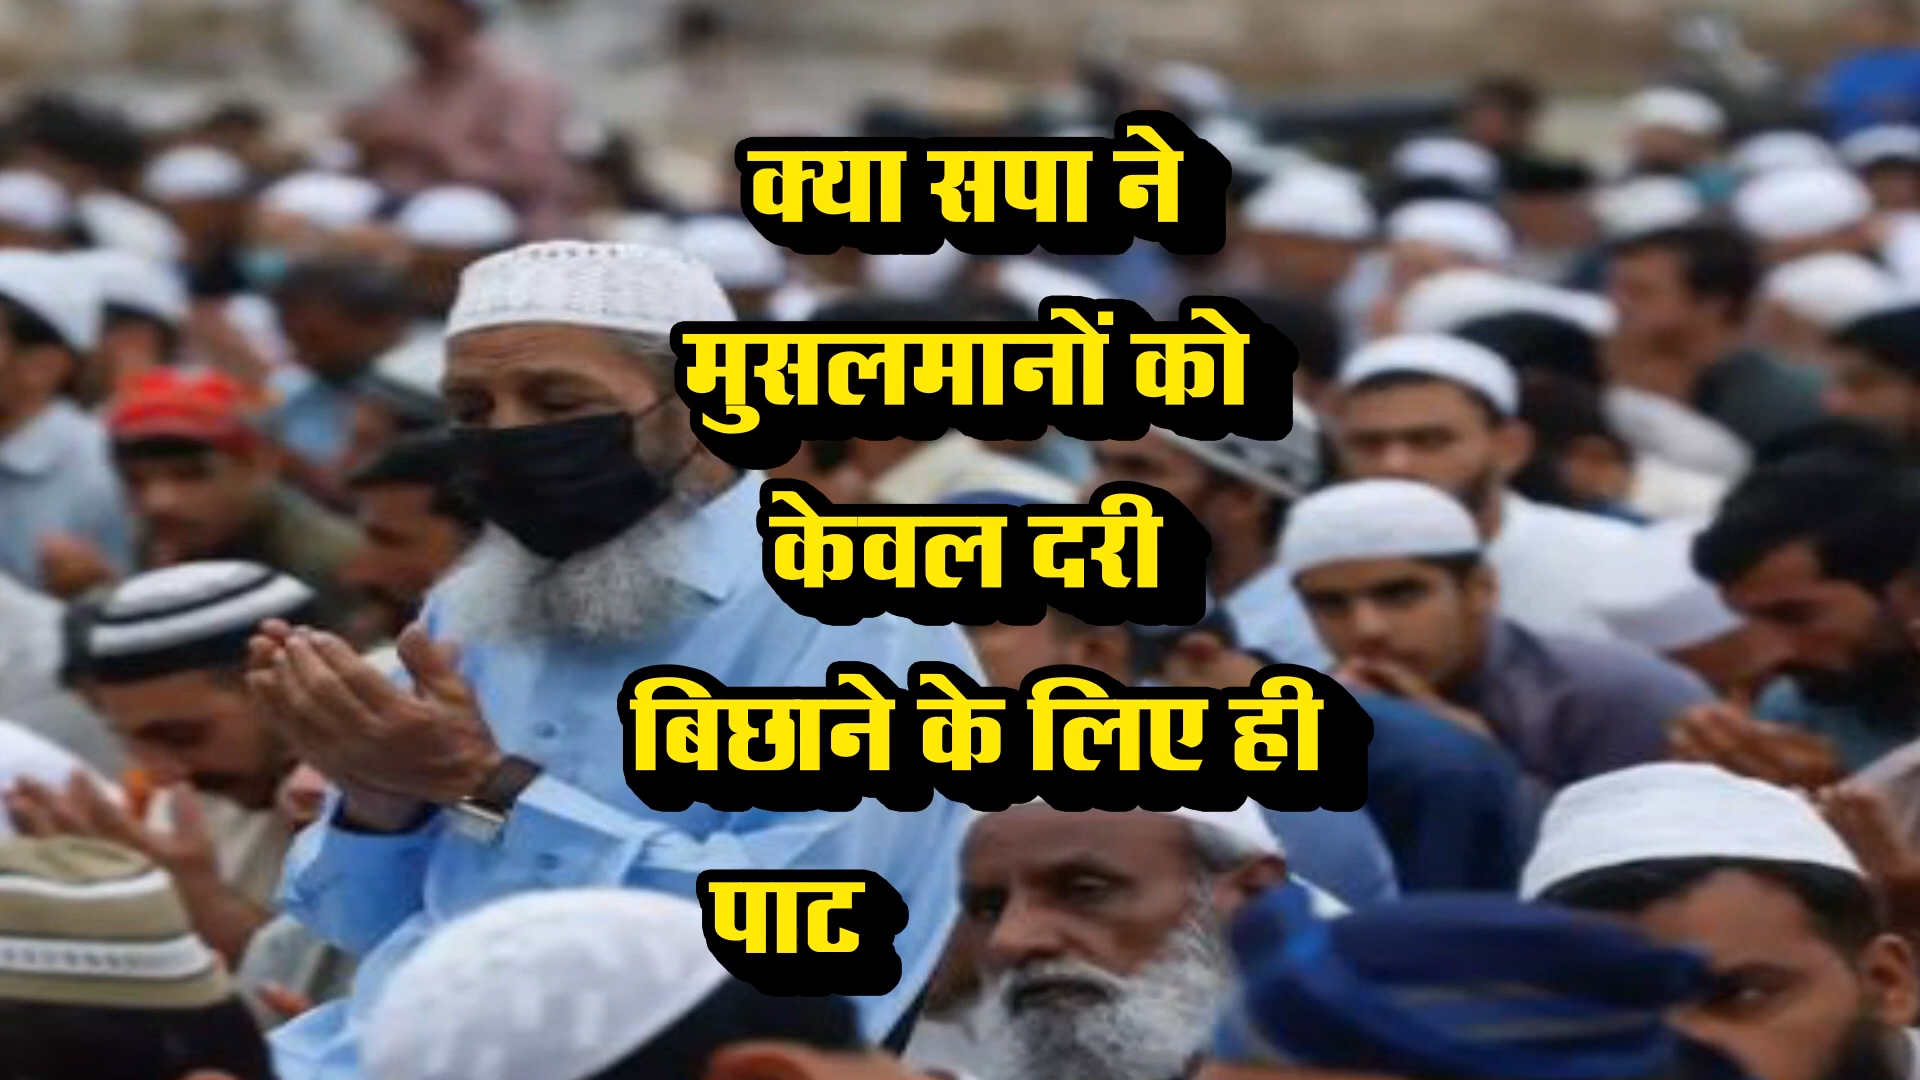 क्या सपा ने
मुसलमानों को
केवल दरी
बिछाने के लिए ही
पाट